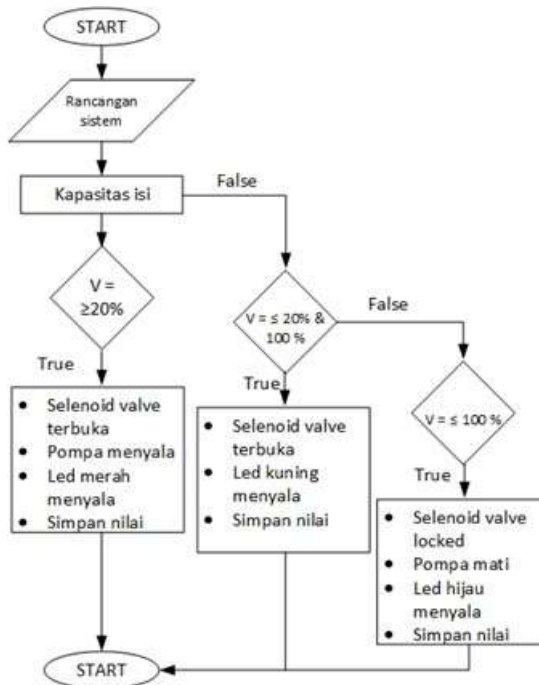 START
Rancangan
sistem
Kapasitas isi
False
V =
≥20%
True
V = ≤ 20% &
100 %
False
True
V = ≤ 100 %
True
• Selenoid valve
terbuka
• Pompa menyala
• Led merah
menyala
• Simpan nilai
• Selenoid valve
terbuka
• Led kuning
menyala
• Simpan nilai
• Selenoid valve
locked
• Pompa mati
• Led hijau
menyala
• Simpan nilai
START